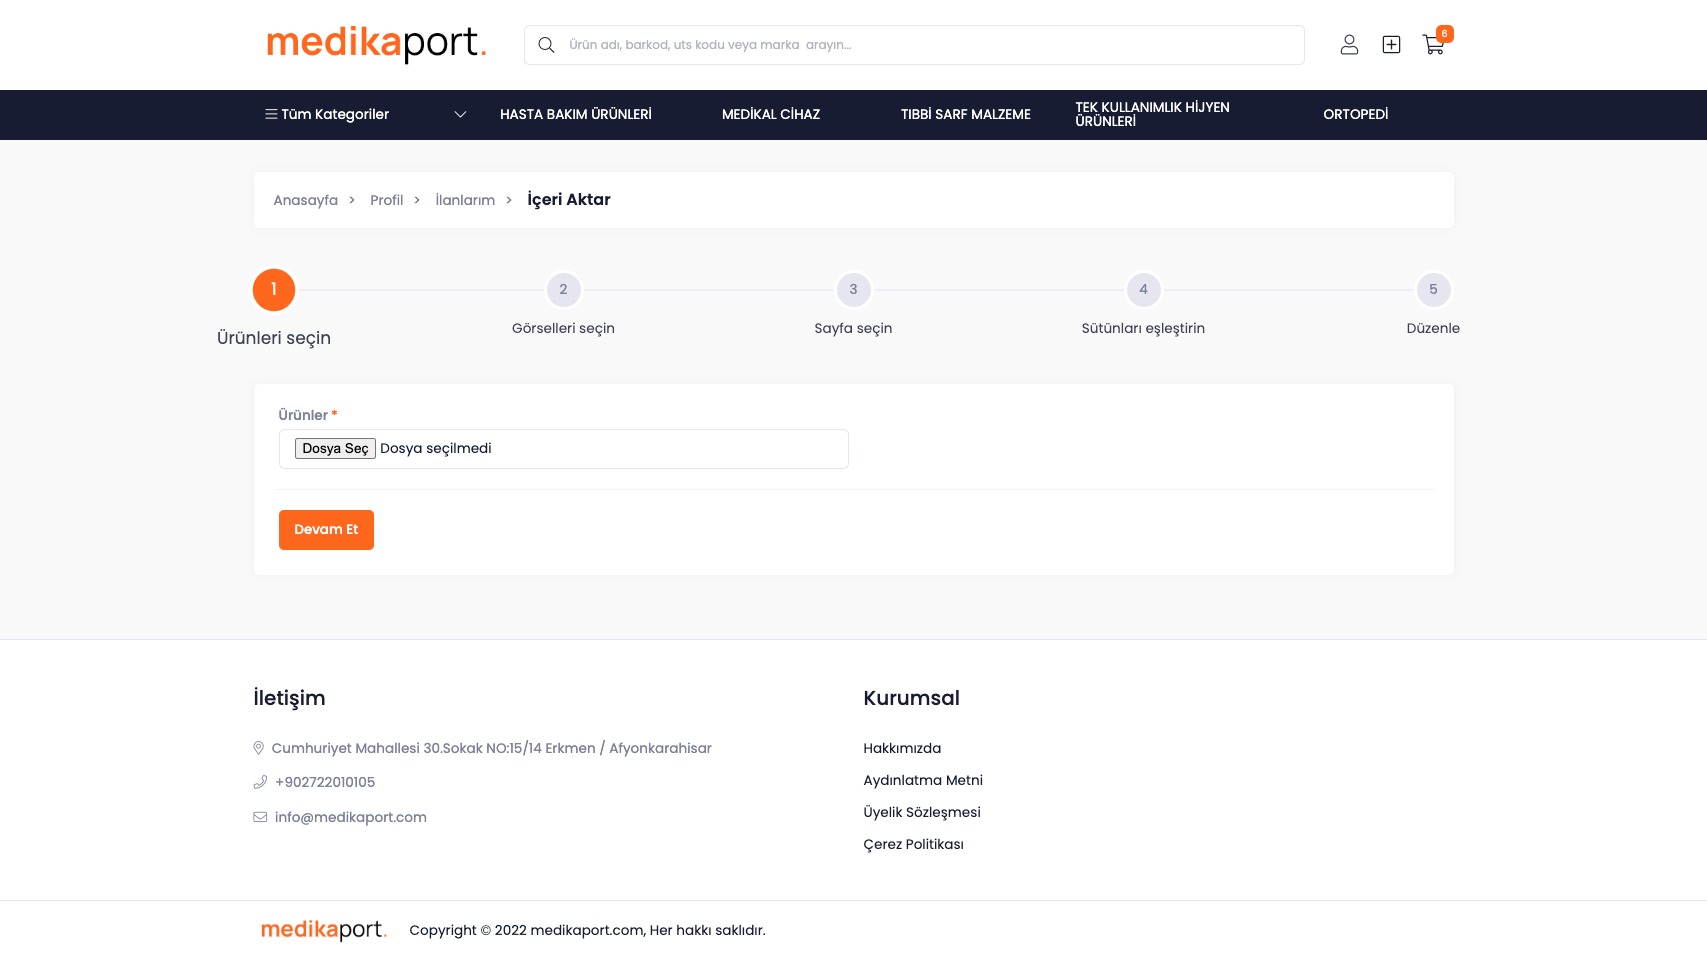 medikaport.
Ürün adı, barkod, uts kodu veya marka arayın...
6
Tüm Kategoriler
HASTA BAKIM ÜRÜNLERİ
MEDİKAL CİHAZ
TIBBİ SARF MALZEME
TEK KULLANIMLIK HİJYEN
ÜRÜNLERİ
ORTOPEDİ
Anasayfa > Profil > İlanlarım > İçeri Aktar
1
2
3
4
5
Ürünleri seçin
Görselleri seçin
Sayfa seçin
Sütünları eşleştirin
Düzenle
Ürünler *
Dosya Seç Dosya seçilmedi
Devam Et
İletişim
Cumhuriyet Mahallesi 30.Sokak NO:15/14 Erkmen / Afyonkarahisar
+902722010105
info@medikaport.com
Kurumsal
Hakkımızda
Aydınlatma Metni
Üyelik Sözleşmesi
Çerez Politikası
medikaport.
Copyright © 2022 medikaport.com, Her hakkı saklıdır.